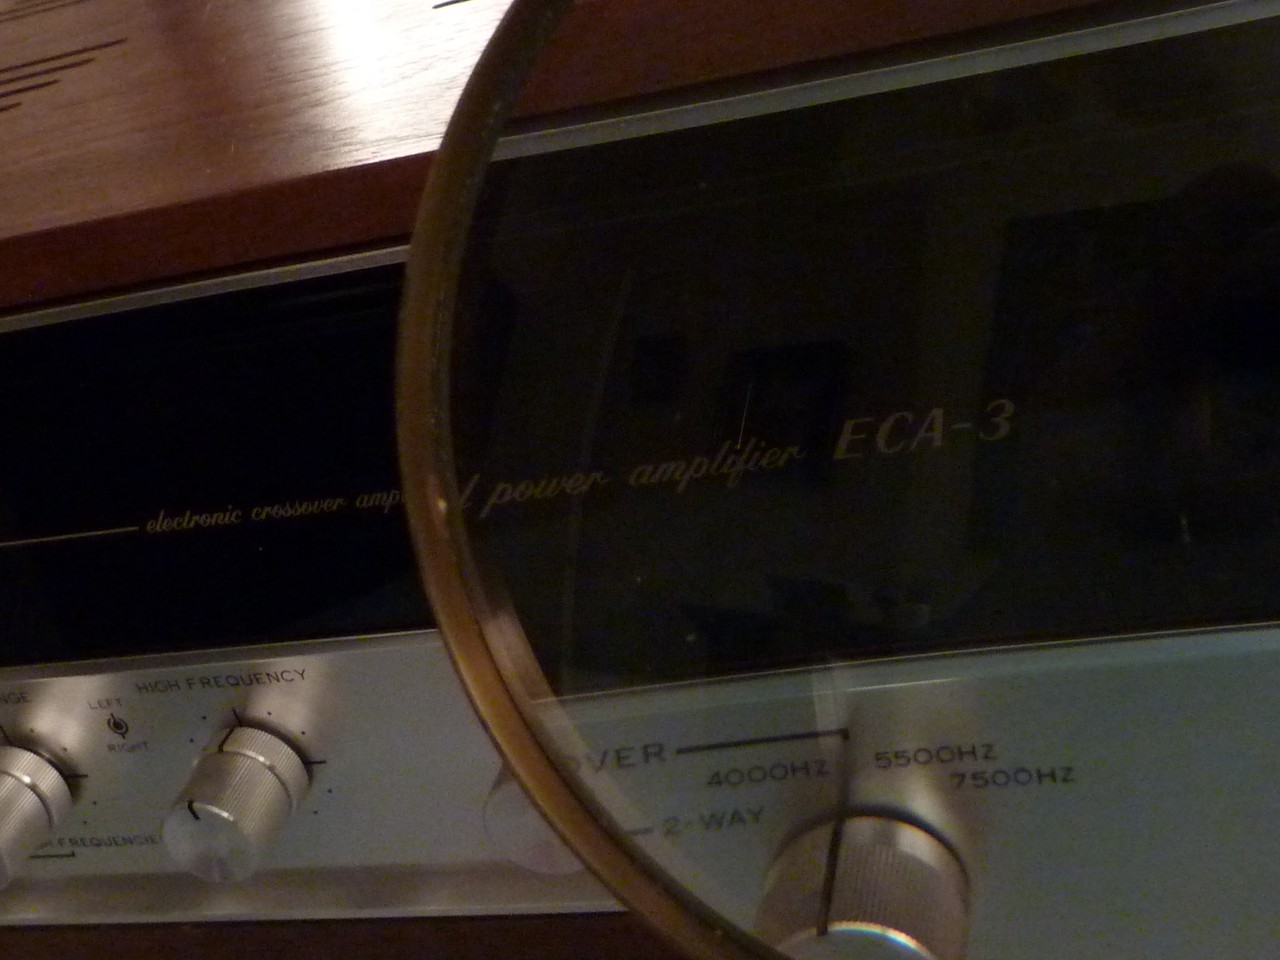 electronic crossover amp
power amplifier ECA-3
HIGH FREQUENCY
LEFT
RIGHT
OVER
4000HZ
5500HZ
7500HZ
2-WAY